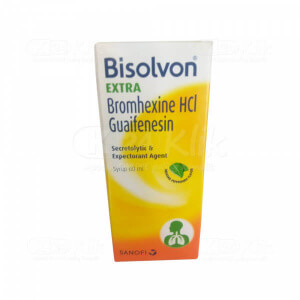 Bisolvon®
EXTRA
Bromhexine HCl
Guaifenesin
Secretolytic &
Expectorant Agent
Syrup 60 ml
SANOFI